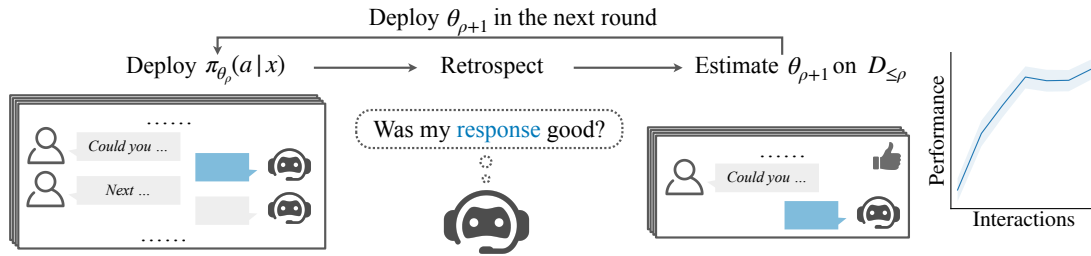 Deploy θρ+1 in the next round
Deploy πθρ(a|x)
Retrospect
Estimate θρ+1 on D≤ρ
......
Could you ...
Next ...
......
Was my response good?
......
Could you ...
Performance
Interactions